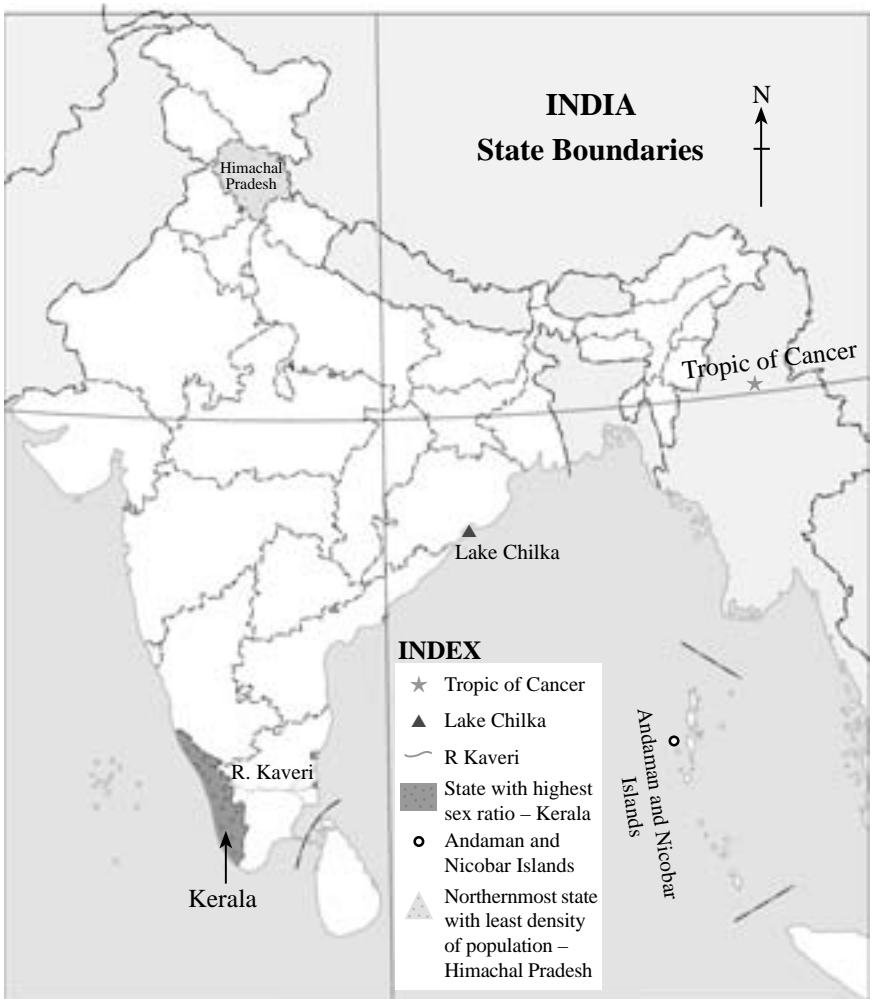 INDIA
State Boundaries
N
Himachal
Pradesh
Tropic of Cancer
Lake Chilka
R. Kaveri
Kerala
Andaman and Nicobar
Islands
INDEX
Tropic of Cancer
Lake Chilka
R Kaveri
State with highest
sex ratio – Kerala
Andaman and
Nicobar Islands
Northernmost state
with least density
of population –
Himachal Pradesh